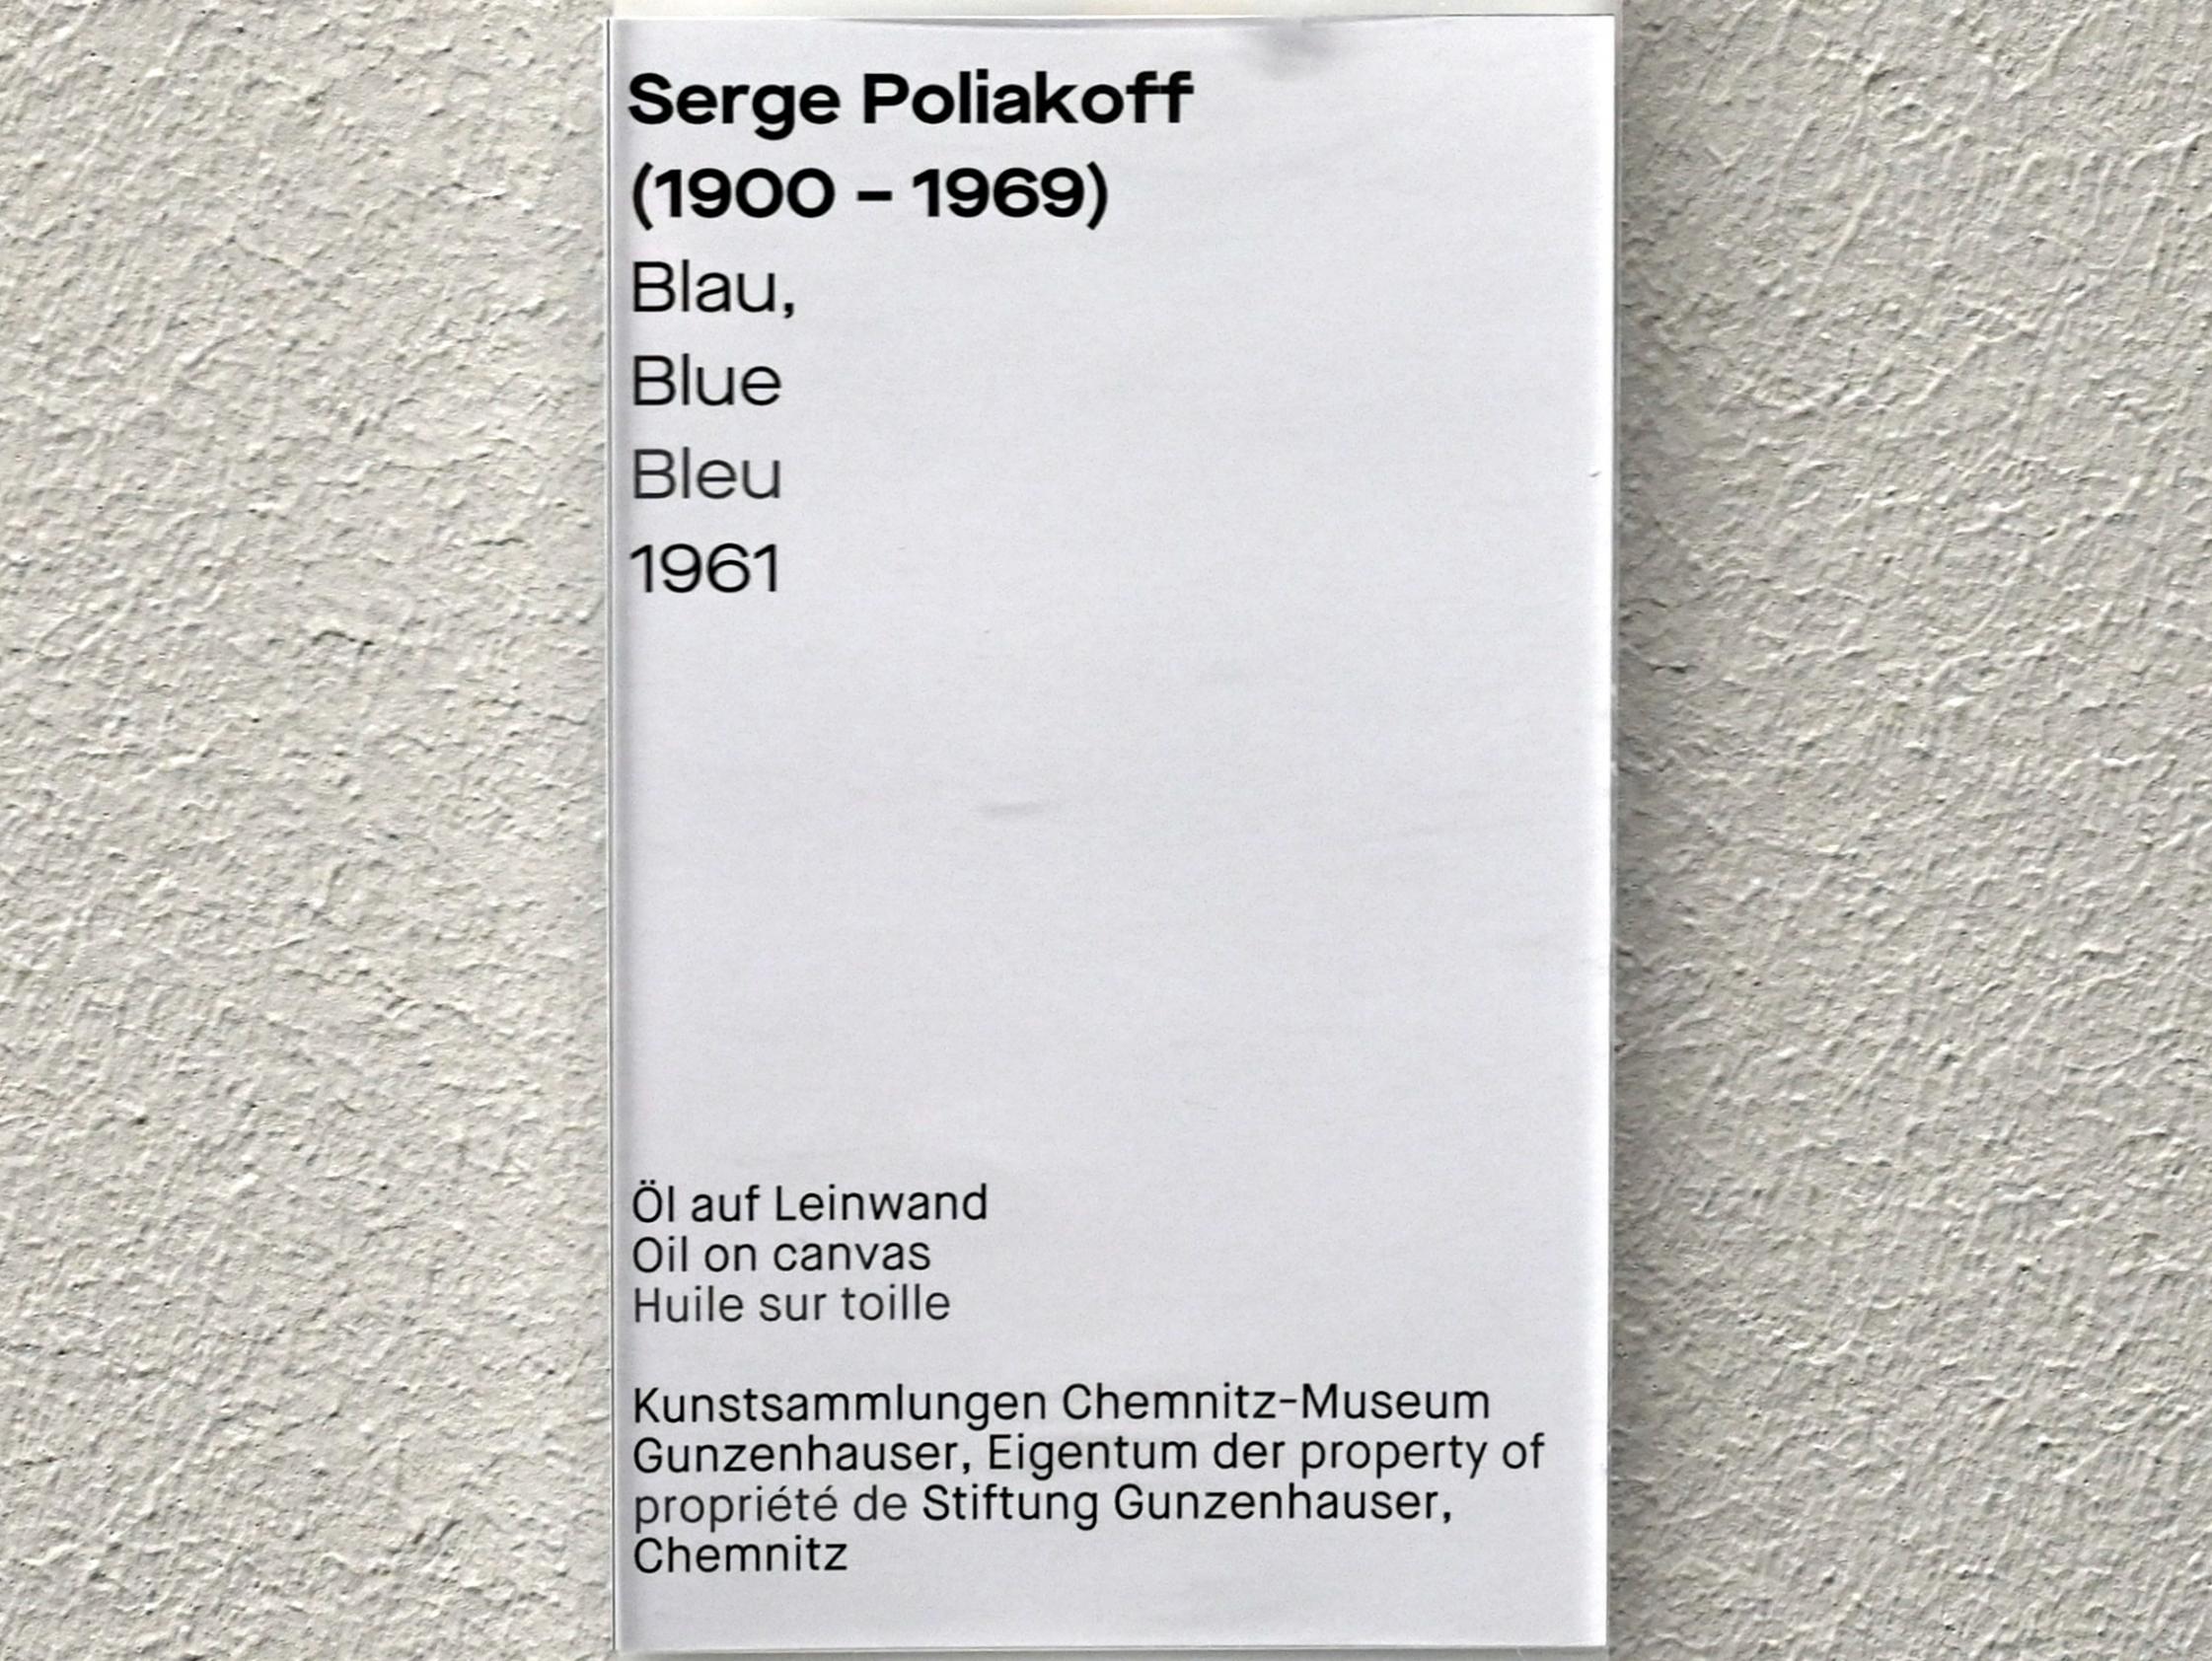 Serge Poliakoff
(1900 – 1969)
Blau,
Blue
Bleu
1961
Öl auf Leinwand
Oil on canvas
Huile sur toille
Kunstsammlungen Chemnitz-Museum
Gunzenhauser, Eigentum der property of
propriété de Stiftung Gunzenhauser,
Chemnitz